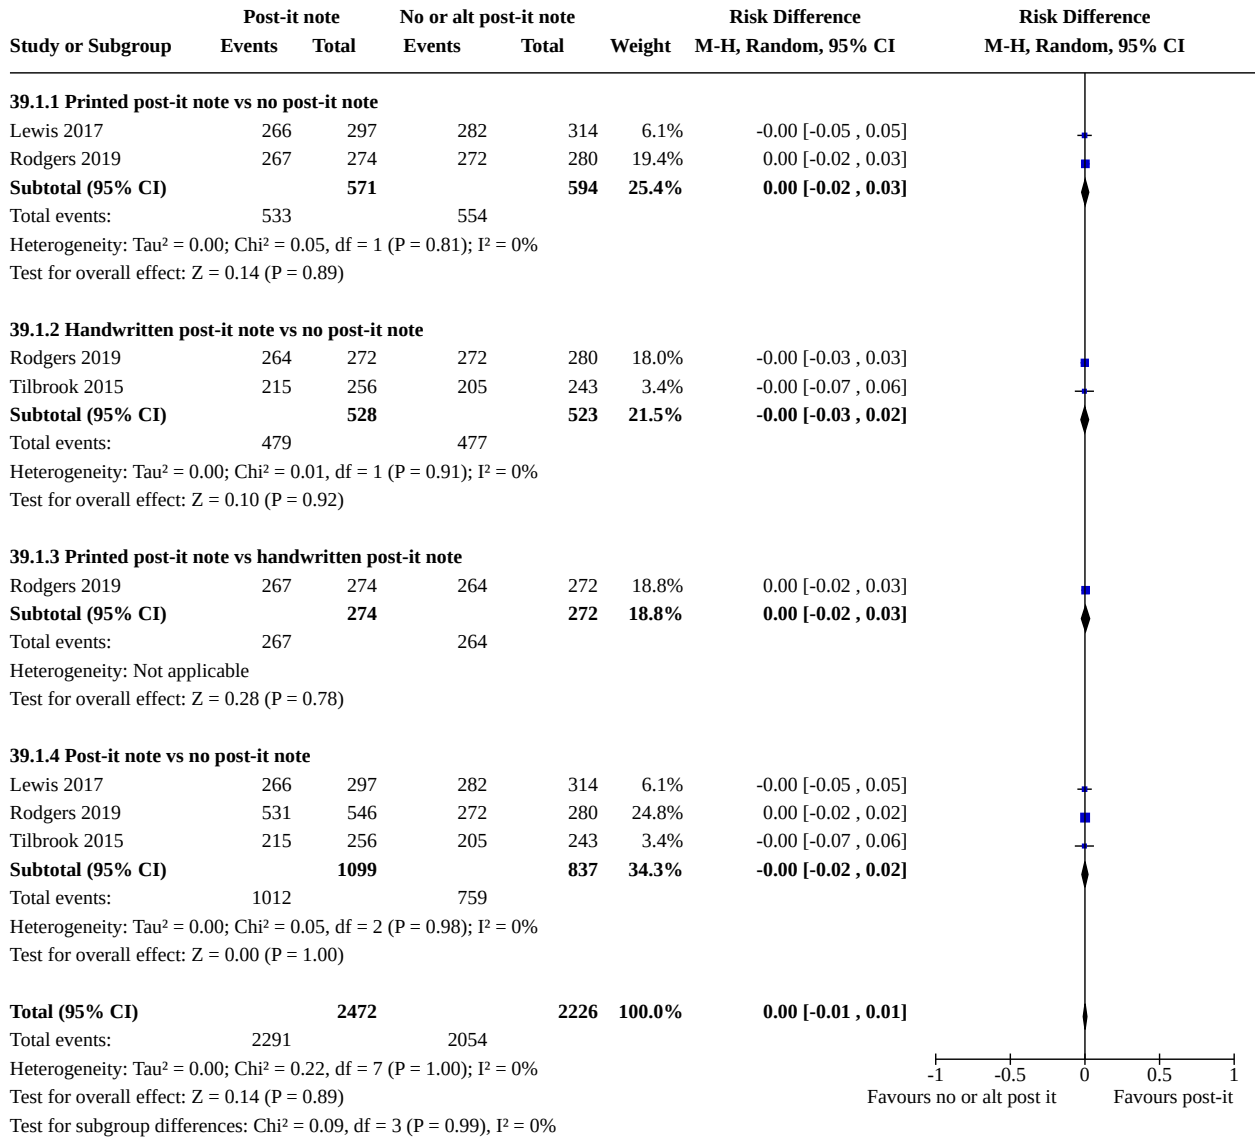 Post-it note No or alt post-it note Risk Difference Risk Difference
Study or Subgroup Events Total Events Total Weight M-H, Random, 95% CI M-H, Random, 95% CI
39.1.1 Printed post-it note vs no post-it note
Lewis 2017 266 297 282 314 6.1% -0.00 [-0.05 , 0.05]
Rodgers 2019 267 274 272 280 19.4% 0.00 [-0.02 , 0.03]
Subtotal (95% CI) 571 594 25.4% 0.00 [-0.02 , 0.03]
Total events: 533 554
Heterogeneity: Tau² = 0.00; Chi² = 0.05, df = 1 (P = 0.81); I² = 0%
Test for overall effect: Z = 0.14 (P = 0.89)
39.1.2 Handwritten post-it note vs no post-it note
Rodgers 2019 264 272 272 280 18.0% -0.00 [-0.03 , 0.03]
Tilbrook 2015 215 256 205 243 3.4% -0.00 [-0.07 , 0.06]
Subtotal (95% CI) 528 523 21.5% -0.00 [-0.03 , 0.02]
Total events: 479 477
Heterogeneity: Tau² = 0.00; Chi² = 0.01, df = 1 (P = 0.91); I² = 0%
Test for overall effect: Z = 0.10 (P = 0.92)
39.1.3 Printed post-it note vs handwritten post-it note
Rodgers 2019 267 274 264 272 18.8% 0.00 [-0.02 , 0.03]
Subtotal (95% CI) 274 272 18.8% 0.00 [-0.02 , 0.03]
Total events: 267 264
Heterogeneity: Not applicable
Test for overall effect: Z = 0.28 (P = 0.78)
39.1.4 Post-it note vs no post-it note
Lewis 2017 266 297 282 314 6.1% -0.00 [-0.05 , 0.05]
Rodgers 2019 531 546 272 280 24.8% 0.00 [-0.02 , 0.02]
Tilbrook 2015 215 256 205 243 3.4% -0.00 [-0.07 , 0.06]
Subtotal (95% CI) 1099 837 34.3% -0.00 [-0.02 , 0.02]
Total events: 1012 759
Heterogeneity: Tau² = 0.00; Chi² = 0.05, df = 2 (P = 0.98); I² = 0%
Test for overall effect: Z = 0.00 (P = 1.00)
Total (95% CI) 2472 2226 100.0% 0.00 [-0.01 , 0.01]
Total events: 2291 2054
Heterogeneity: Tau² = 0.00; Chi² = 0.22, df = 7 (P = 1.00); I² = 0%
-1 -0.5 0 0.5 1
Test for overall effect: Z = 0.14 (P = 0.89) Favours no or alt post it Favours post-it
Test for subgroup differences: Chi² = 0.09, df = 3 (P = 0.99), I² = 0%